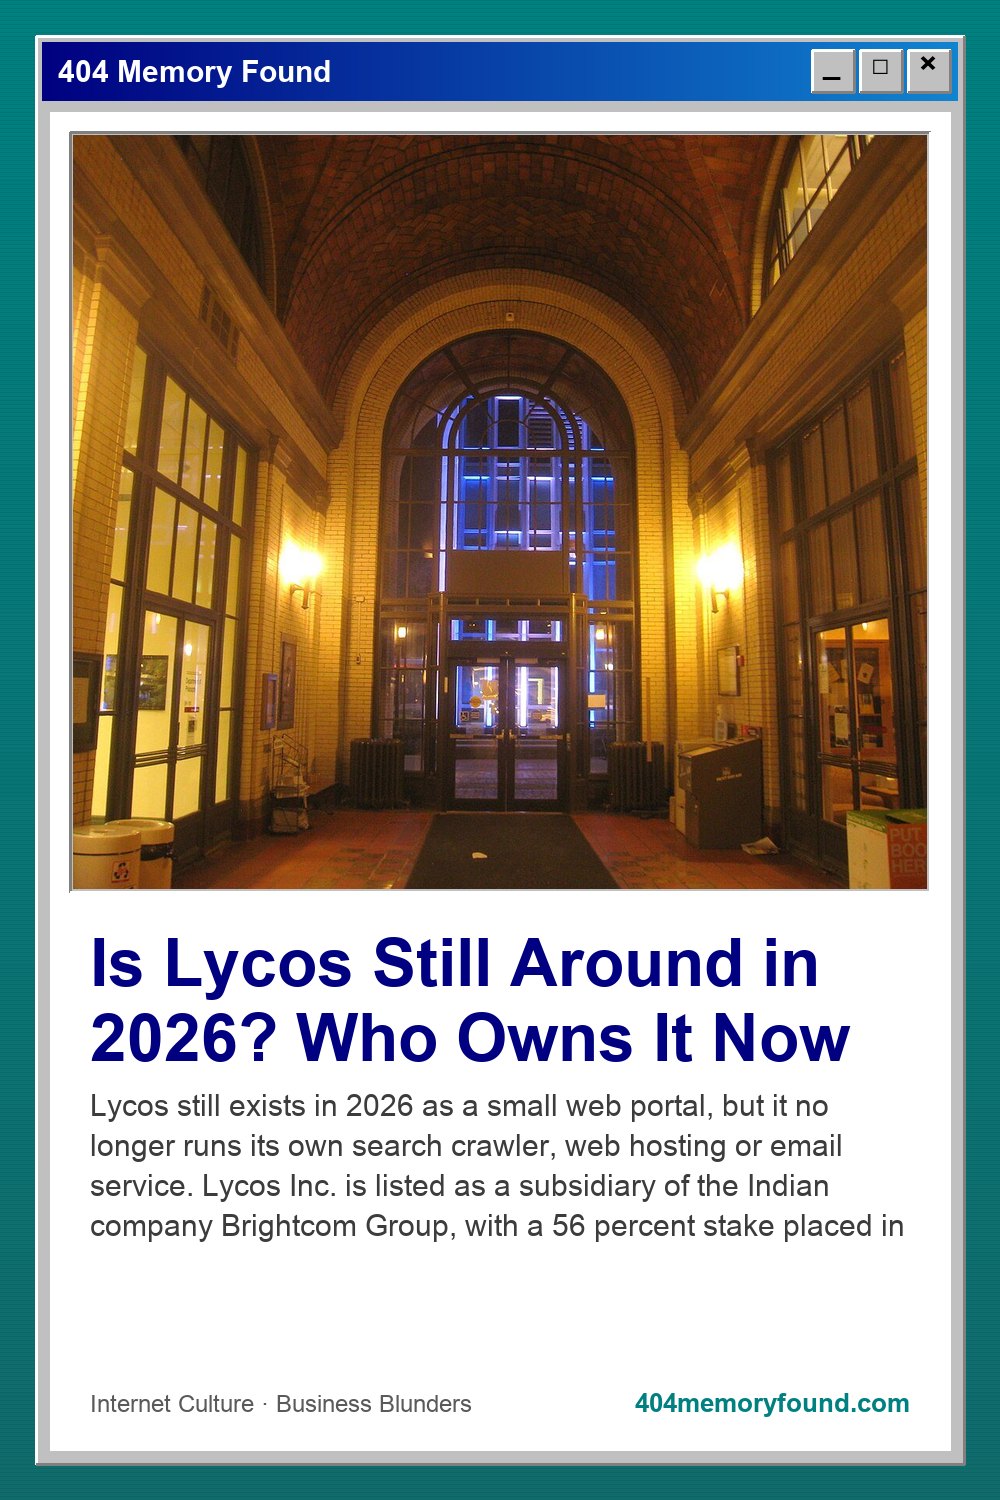 404 Memory Found
PUT
BOO
HER
Is Lycos Still Around in
2026? Who Owns It Now
Lycos still exists in 2026 as a small web portal, but it no
longer runs its own search crawler, web hosting or email
service. Lycos Inc. is listed as a subsidiary of the Indian
company Brightcom Group, with a 56 percent stake placed in
Internet Culture · Business Blunders
404memoryfound.com